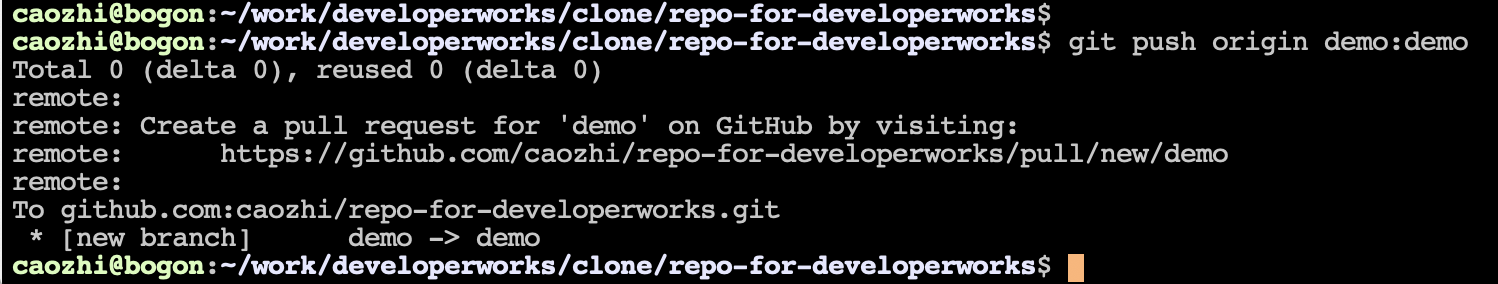 caozhi@bogon:~/work/developerworks/clone/repo-for-developerworks$
caozhi@bogon:~/work/developerworks/clone/repo-for-developerworks$ git push origin demo:demo
Total 0 (delta 0), reused 0 (delta 0)
remote:
remote: Create a pull request for 'demo' on GitHub by visiting:
remote:      https://github.com/caozhi/repo-for-developerworks/pull/new/demo
remote:
To github.com:caozhi/repo-for-developerworks.git
 * [new branch]      demo -> demo
caozhi@bogon:~/work/developerworks/clone/repo-for-developerworks$